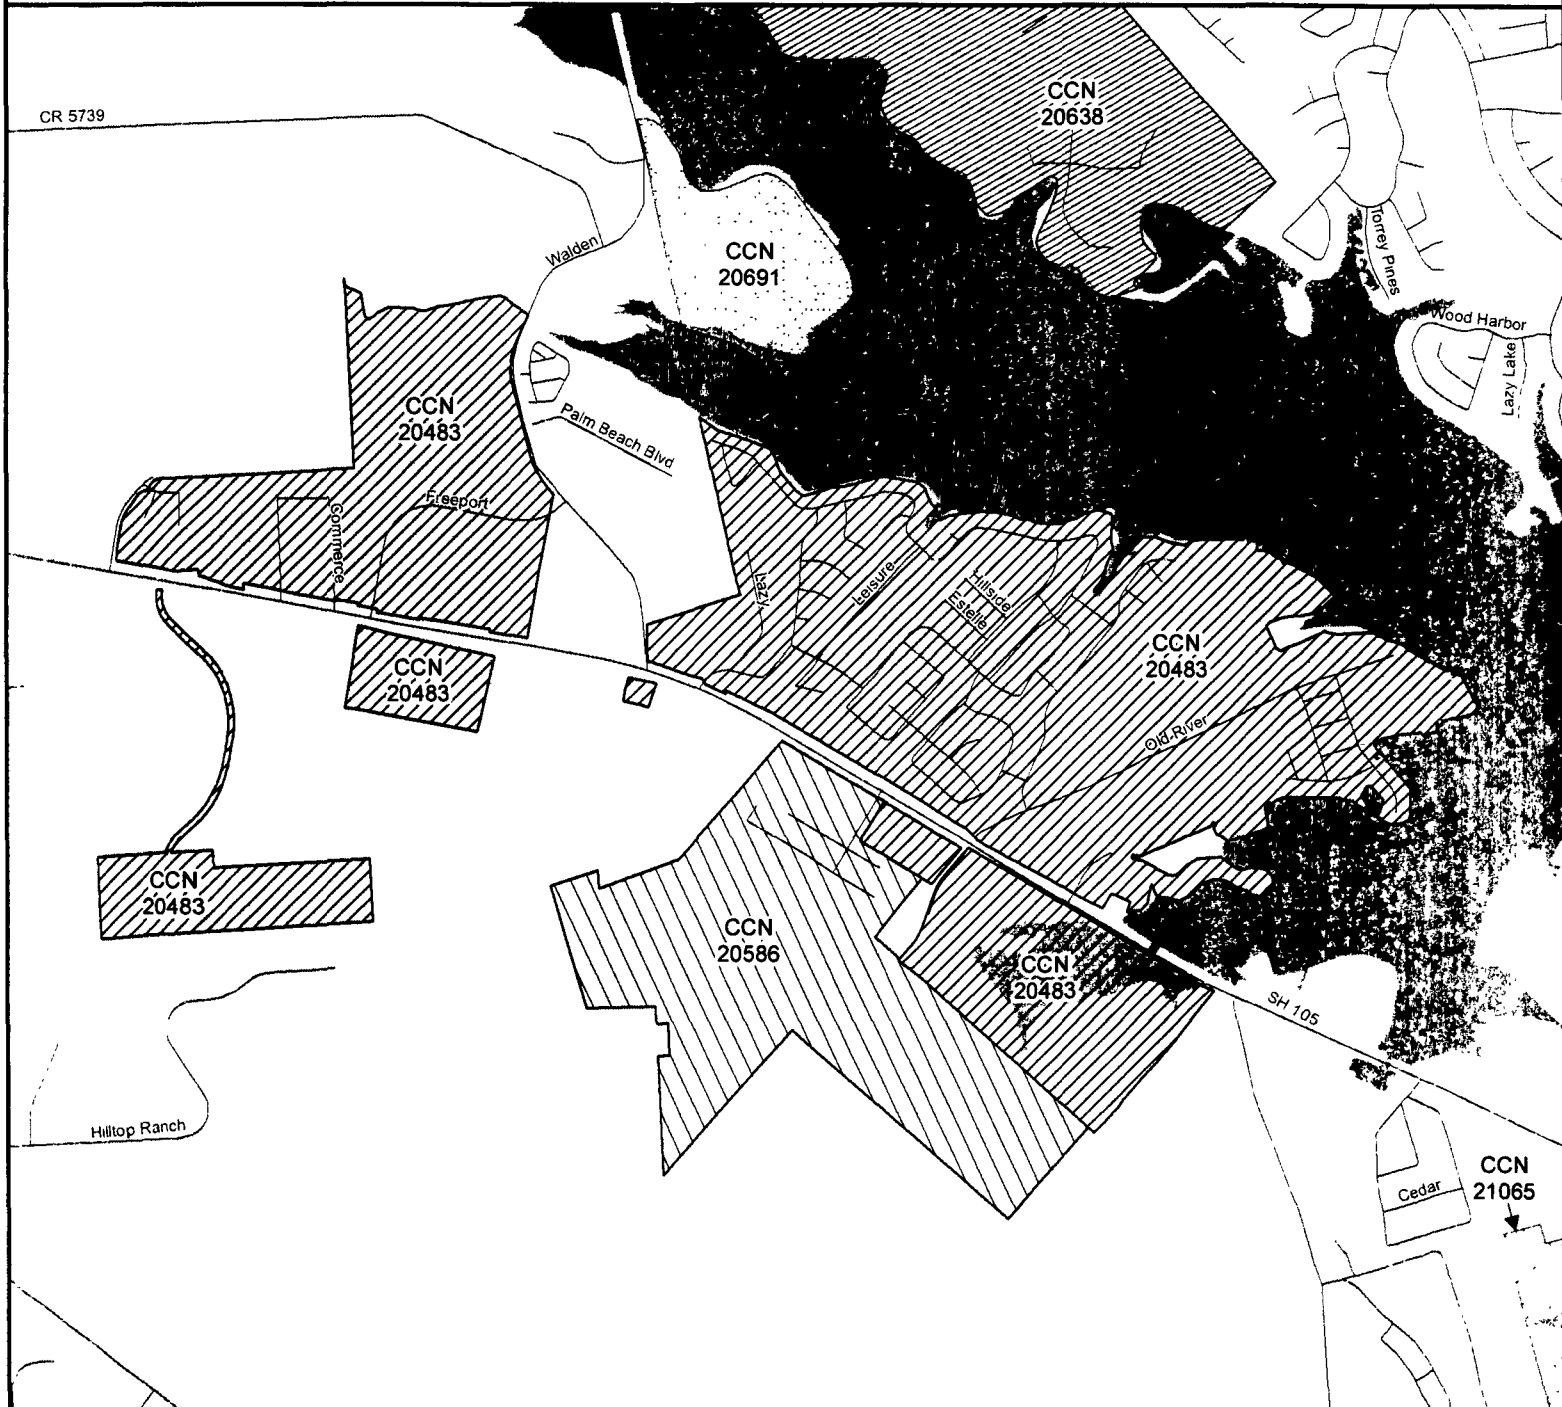 CCN
20638
CR 5739
Torrey Pines
Walden
CCN
20691
Wood Harbor
Lazy Lake
CCN
20483
Palm Beach Blvd
Freeport
Commerce
Lazy
Leisure
Hillside
Estelle
CCN
20483
CCN
20483
Old River
CCN
20483
CCN
20586
CCN
20483
SH 105
Hilltop Ranch
CCN
21065
Cedar